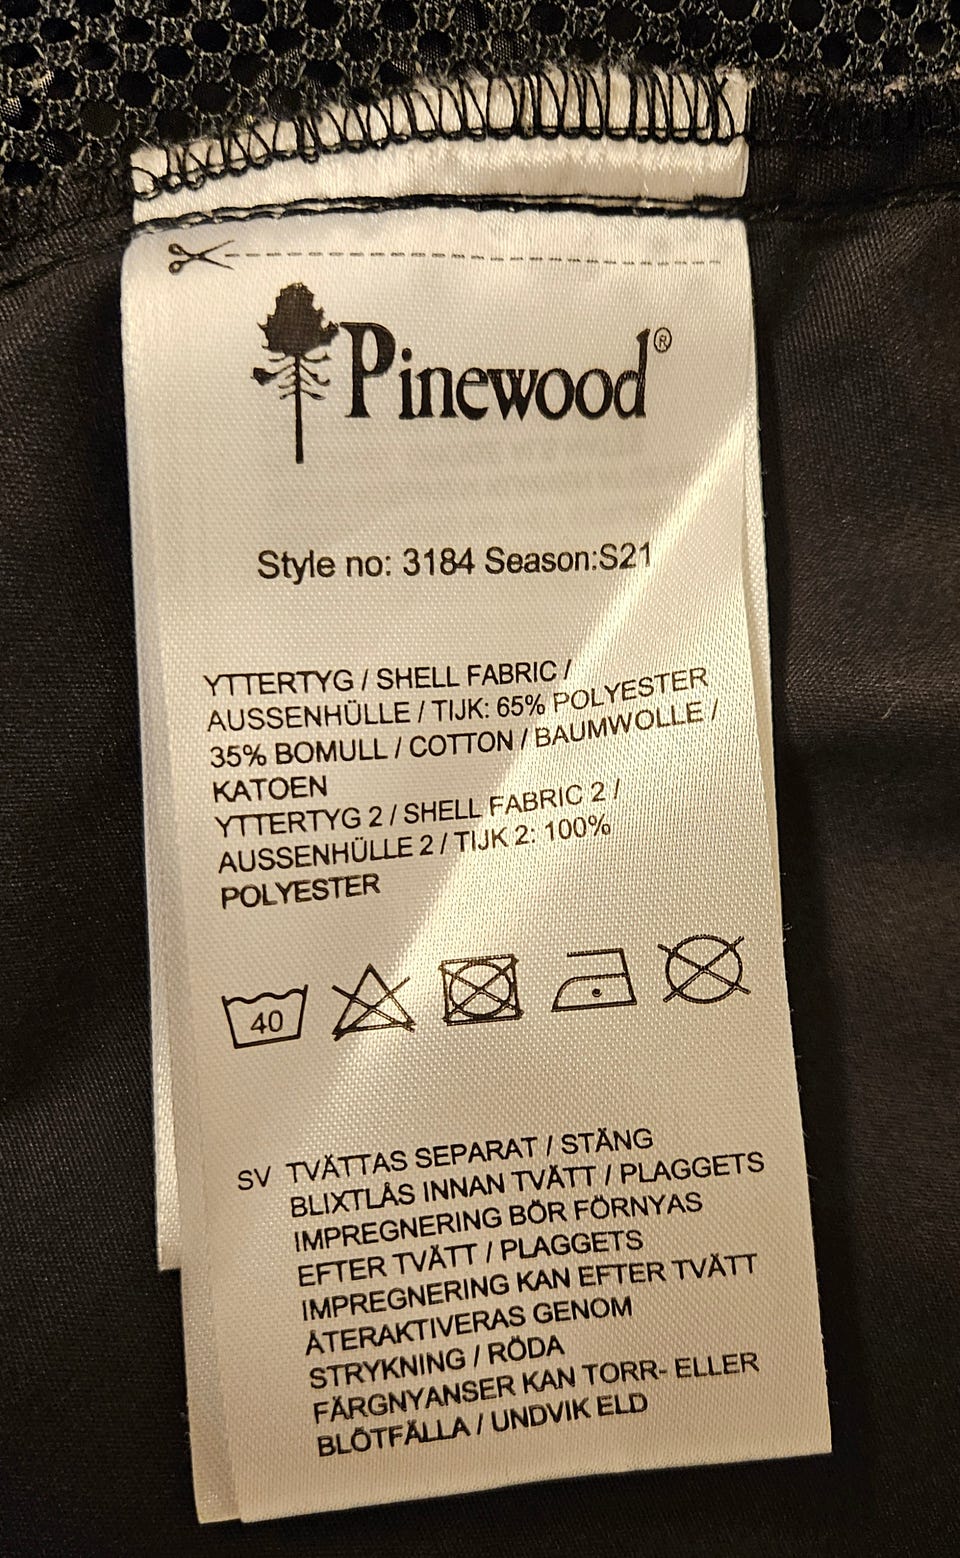 Pinewood®
Style no: 3184 Season:S21
YTTERTYG / SHELL FABRIC /
AUSSENHÜLLE / TIJK: 65% POLYESTER
35% BOMULL / COTTON / BAUMWOLLE /
KATOEN
YTTERTYG 2 / SHELL FABRIC 2 /
AUSSENHÜLLE 2 / TIJK 2: 100%
POLYESTER
40
SV TVÄTTAS SEPARAT / STÄNG
BLIXTLÅS INNAN TVÄTT / PLAGGETS
IMPREGNERING BÖR FÖRNYAS
EFTER TVÄTT / PLAGGETS
IMPREGNERING KAN EFTER TVÄTT
ÅTERAKTIVERAS GENOM
STRYKNING / RÖDA
FÄRGNYANSER KAN TORR- ELLER
BLÖTFÄLLA / UNDVIK ELD